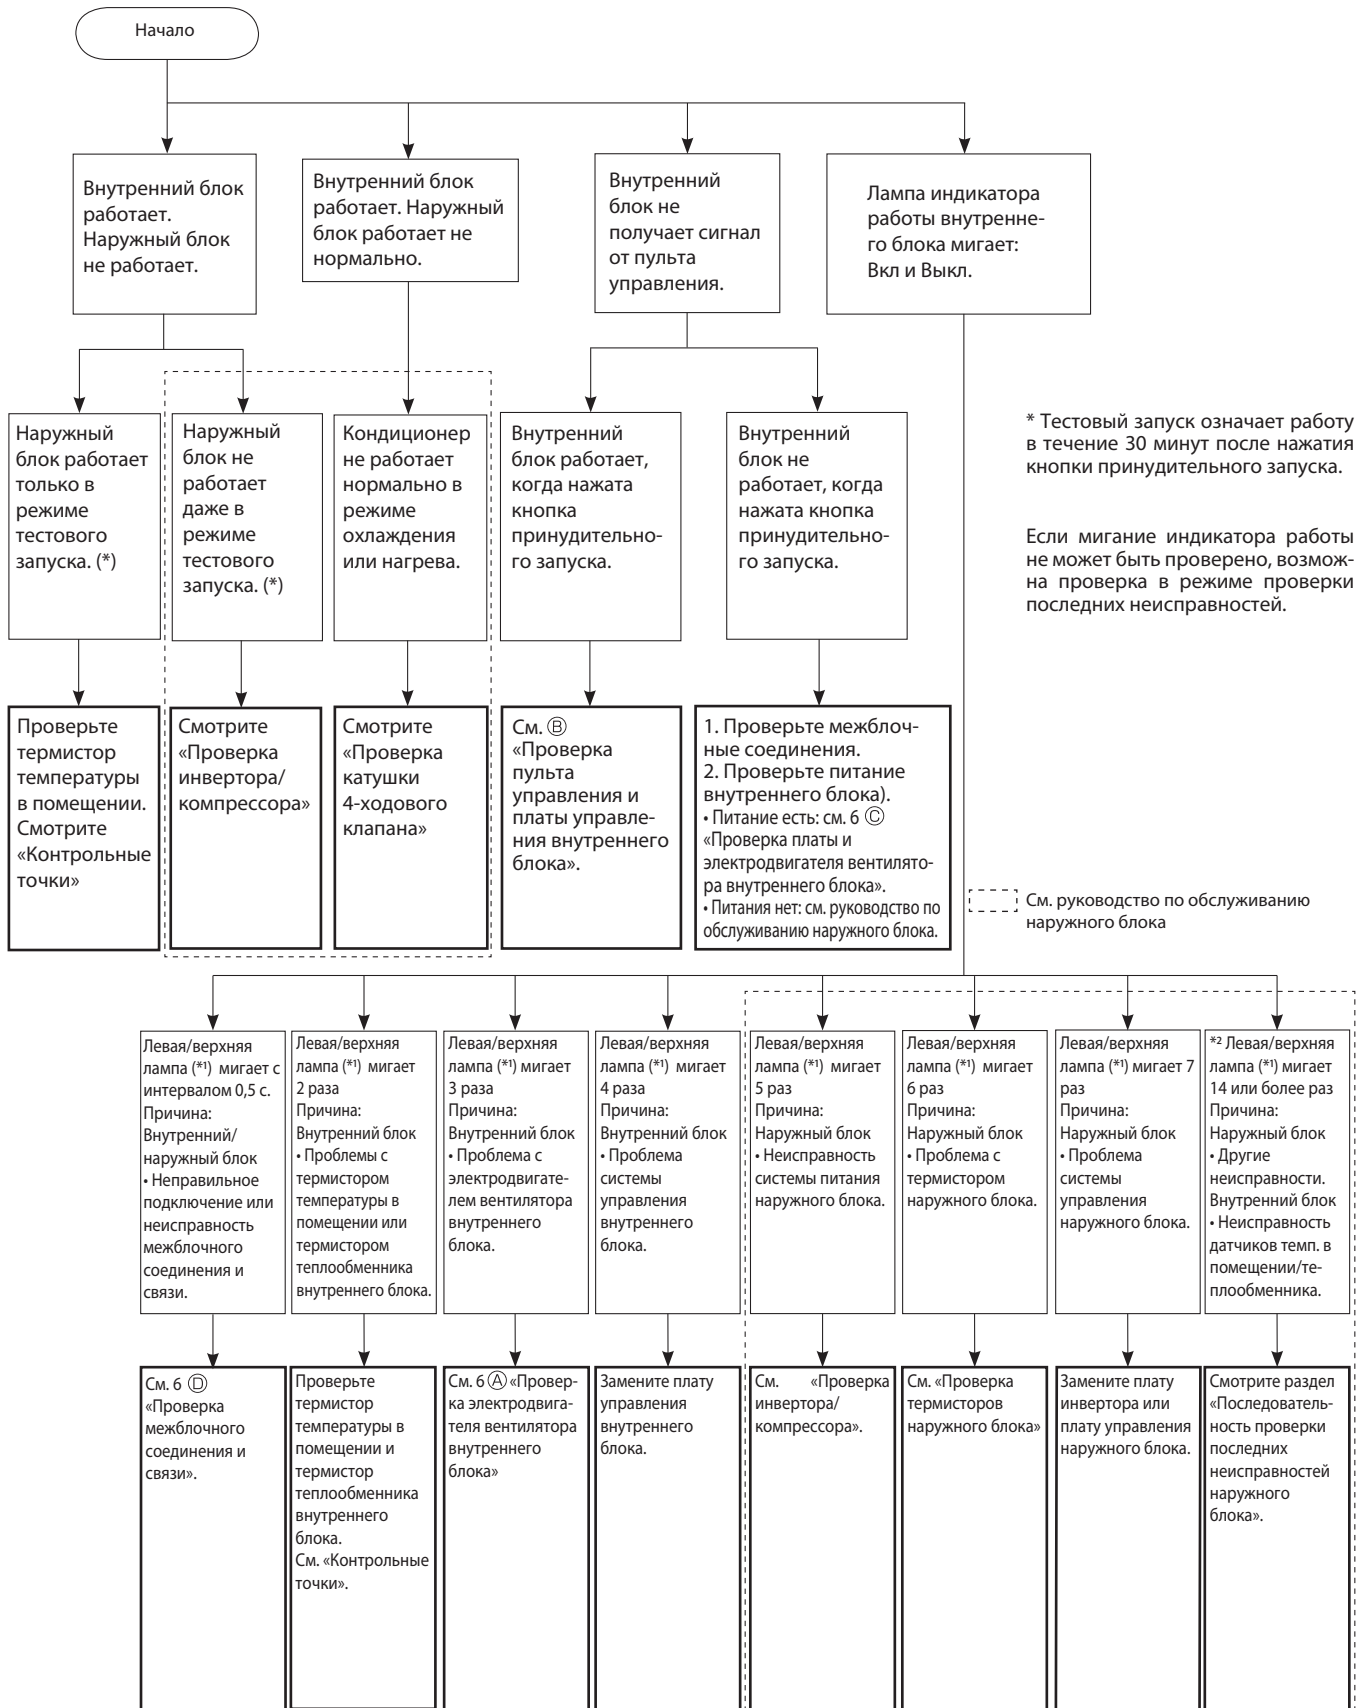 Начало
Внутренний блок
работает.
Наружный блок
не работает.
Внутренний блок
работает. Наружный
блок работает не
нормально.
Внутренний
блок не
получает сигнал
от пульта
управления.
Лампа индикатора
работы внутренне-
го блока мигает:
Вкл и Выкл.
Наружный
блок работает
только в
режиме
тестового
запуска. (*)
Наружный
блок не
работает
даже в
режиме
тестового
запуска. (*)
Кондиционер
не работает
нормально в
режиме
охлаждения
или нагрева.
Внутренний
блок работает,
когда нажата
кнопка
принудительно-
го запуска.
Внутренний
блок не
работает, когда
нажата кнопка
принудительно-
го запуска.
* Тестовый запуск означает работу
в течение 30 минут после нажатия
кнопки принудительного запуска.
Если мигание индикатора работы
не может быть проверено, возмож-
на проверка в режиме проверки
последних неисправностей.
Проверьте
термистор
температуры
в помещении.
Смотрите
«Контрольные
точки»
Смотрите
«Проверка
инвертора/
компрессора»
Смотрите
«Проверка
катушки
4-ходового
клапана»
См. Ⓑ
«Проверка
пульта
управления и
платы управле-
ния внутреннего
блока».
1. Проверьте межблоч-
ные соединения.
2. Проверьте питание
внутреннего блока).
• Питание есть: см. 6 Ⓒ
«Проверка платы и
электродвигателя вентилято-
ра внутреннего блока».
• Питания нет: см. руководство по
обслуживанию наружного блока.
См. руководство по обслуживанию
наружного блока
Левая/верхняя
лампа (*¹) мигает с
интервалом 0,5 с.
Причина:
Внутренний/
наружный блок
• Неправильное
подключение или
неисправность
межблочного
соединения и
связи.
Левая/верхняя
лампа (*¹) мигает
2 раза
Причина:
Внутренний блок
• Проблемы с
термистором
температуры в
помещении или
термистором
теплообменника
внутреннего блока.
Левая/верхняя
лампа (*¹) мигает
3 раза
Причина:
Внутренний блок
• Проблема с
электродвигате-
лем вентилятора
внутреннего
блока.
Левая/верхняя
лампа (*¹) мигает
4 раза
Причина:
Внутренний блок
• Проблема
системы
управления
внутреннего
блока.
Левая/верхняя
лампа (*¹) мигает
5 раз
Причина:
Наружный блок
• Неисправность
системы питания
наружного блока.
Левая/верхняя
лампа (*¹) мигает
6 раз
Причина:
Наружный блок
• Проблема с
термистором
наружного блока.
Левая/верхняя
лампа (*¹) мигает 7
раз
Причина:
Наружный блок
• Проблема
системы
управления
наружного блока.
*² Левая/верхняя
лампа (*¹) мигает
14 или более раз
Причина:
Наружный блок
• Другие
неисправности.
Внутренний блок
• Неисправность
датчиков темп. в
помещении/те-
плообменника.
См. 6 Ⓓ
«Проверка
межблочного
соединения и
связи».
Проверьте
термистор
температуры в
помещении и
термистор
теплообменника
внутреннего
блока.
См. «Контрольные
точки».
См. 6 Ⓐ «Провер-
ка электродвига-
теля вентилятора
внутреннего
блока»
Замените плату
управления
внутреннего
блока.
См. «Проверка
инвертора/
компрессора».
См. «Проверка
термисторов
наружного блока»
Замените плату
инвертора или
плату управления
наружного блока.
Смотрите раздел
«Последователь-
ность проверки
последних
неисправностей
наружного
блока».